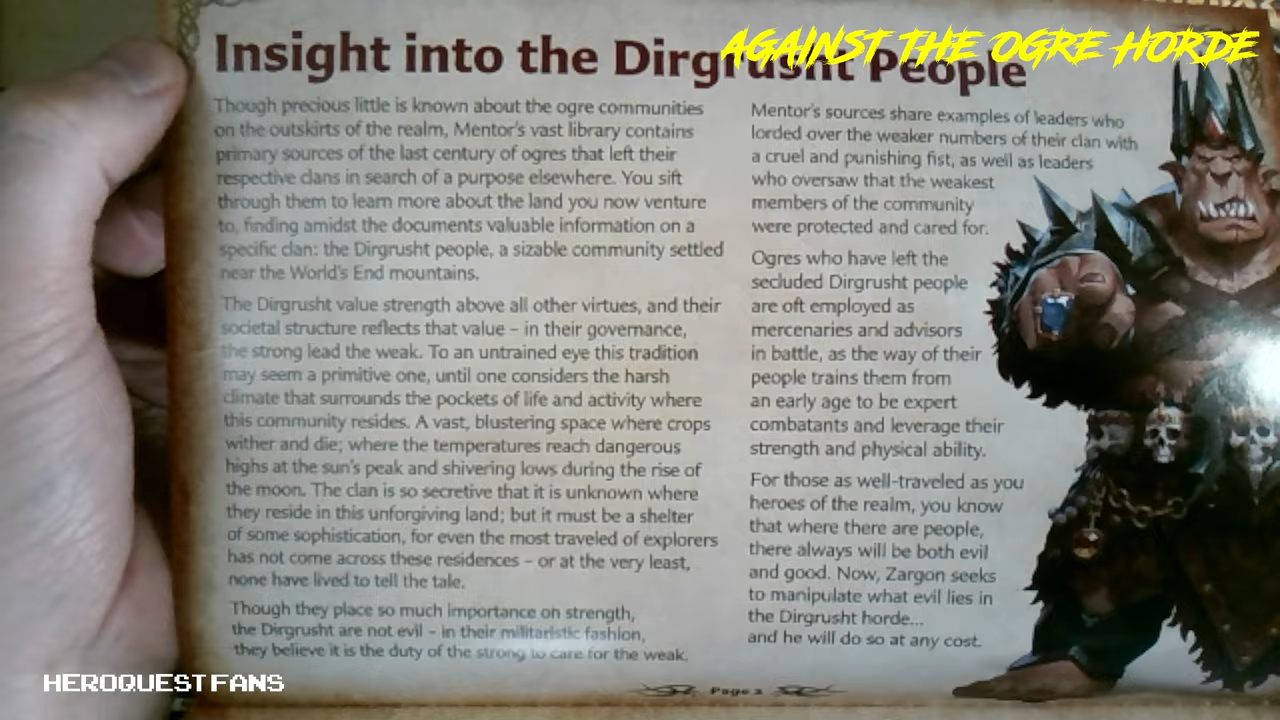 AGAINST THE OGRE HORDE
Insight into the Dirgrusht People
Though precious little is known about the ogre communities
on the outskirts of the realm, Mentor's vast library contains
primary sources of the last century of ogres that left their
respective clans in search of a purpose elsewhere. You sift
through them to learn more about the land you now venture
to, finding amidst the documents valuable information on a
specific clan: the Dirgrusht people, a sizable community settled
near the World's End mountains.
The Dirgrusht value strength above all other virtues, and their
societal structure reflects that value – in their governance,
the strong lead the weak. To an untrained eye this tradition
may seem a primitive one, until one considers the harsh
climate that surrounds the pockets of life and activity where
this community resides. A vast, blustering space where crops
wither and die; where the temperatures reach dangerous
highs at the sun's peak and shivering lows during the rise of
the moon. The clan is so secretive that it is unknown where
they reside in this unforgiving land; but it must be a shelter
of some sophistication, for even the most traveled of explorers
has not come across these residences – or at the very least,
none have lived to tell the tale.
Though they place so much importance on strength,
the Dirgrusht are not evil – in their militaristic fashion,
they believe it is the duty of the strong to care for the weak.
Mentor's sources share examples of leaders who
lorded over the weaker numbers of their clan with
a cruel and punishing fist, as well as leaders
who oversaw that the weakest
members of the community
were protected and cared for.
Ogres who have left the
secluded Dirgrusht people
are oft employed as
mercenaries and advisors
in battle, as the way of their
people trains them from
an early age to be expert
combatants and leverage their
strength and physical ability.
For those as well-traveled as you
heroes of the realm, you know
that where there are people,
there always will be both evil
and good. Now, Zargon seeks
to manipulate what evil lies in
the Dirgrusht horde...
and he will do so at any cost.
Page 2
HEROQUEST FANS